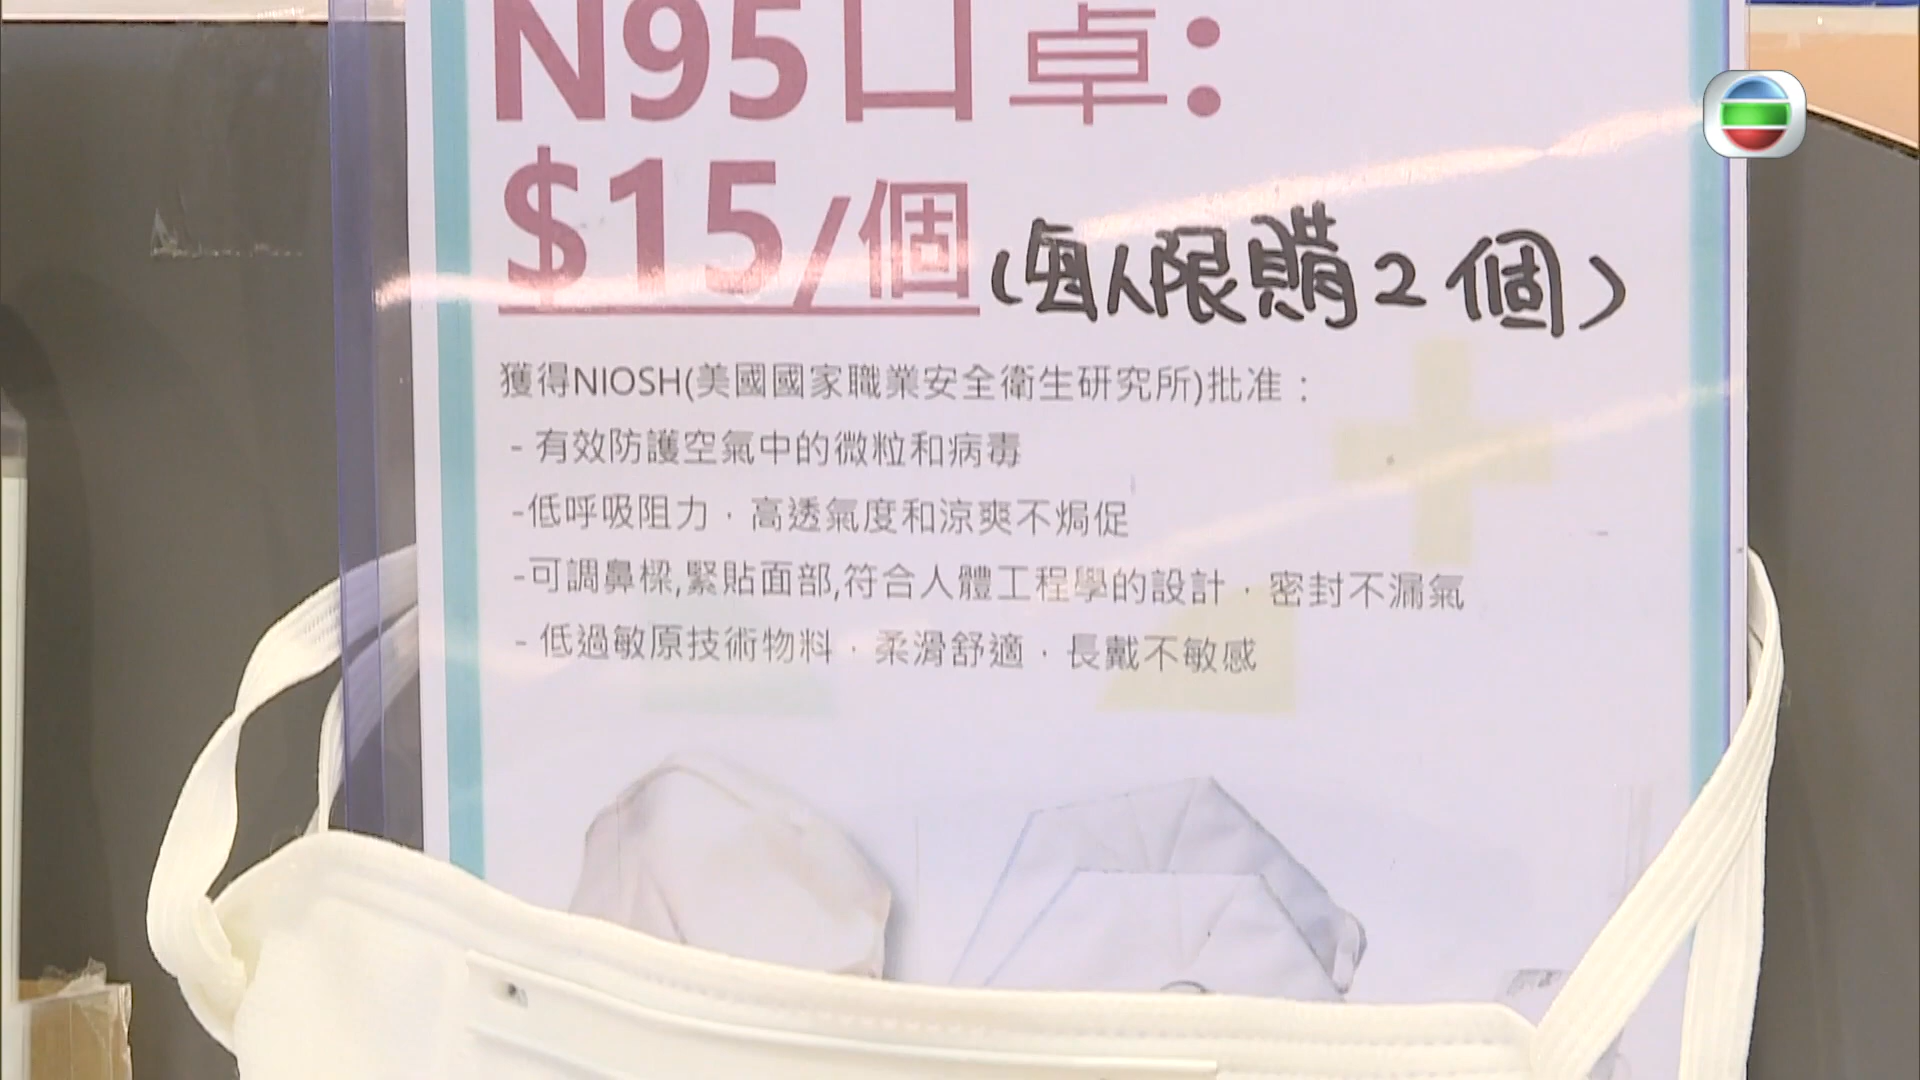 N95口罩:
$15/個 (每人限購2個)
獲得NIOSH(美國國家職業安全衛生研究所)批准：
- 有效防護空氣中的微粒和病毒
-低呼吸阻力，高透氣度和涼爽不焗促
-可調鼻樑,緊貼面部,符合人體工程學的設計，密封不漏氣
- 低過敏原技術物料，柔滑舒適，長戴不敏感